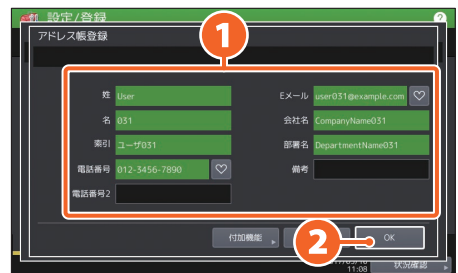 設定/登録
?
アドレス帳登録
1
姓 User
Eメール user031@example.com
名 031
会社名 CompanyName031
索引 ユーザ031
部署名 DepartmentName031
電話番号 012-3456-7890
備考
電話番号2
付加機能
2
OK
11:08
状況確認